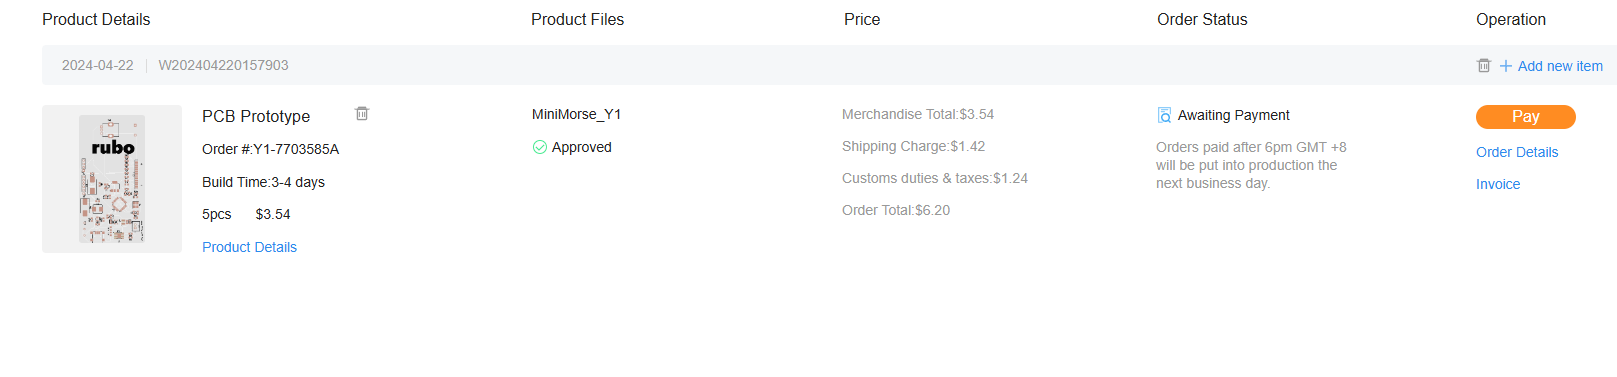 Product Details
Product Files
Price
Order Status
Operation
2024-04-22
W202404220157903
Add new item
rubo
PCB Prototype
Order #:Y1-7703585A
Build Time:3-4 days
5pcs $3.54
Product Details
MiniMorse_Y1
Approved
Merchandise Total:$3.54
Shipping Charge:$1.42
Customs duties & taxes:$1.24
Order Total:$6.20
Awaiting Payment
Orders paid after 6pm GMT +8
will be put into production the
next business day.
Pay
Order Details
Invoice